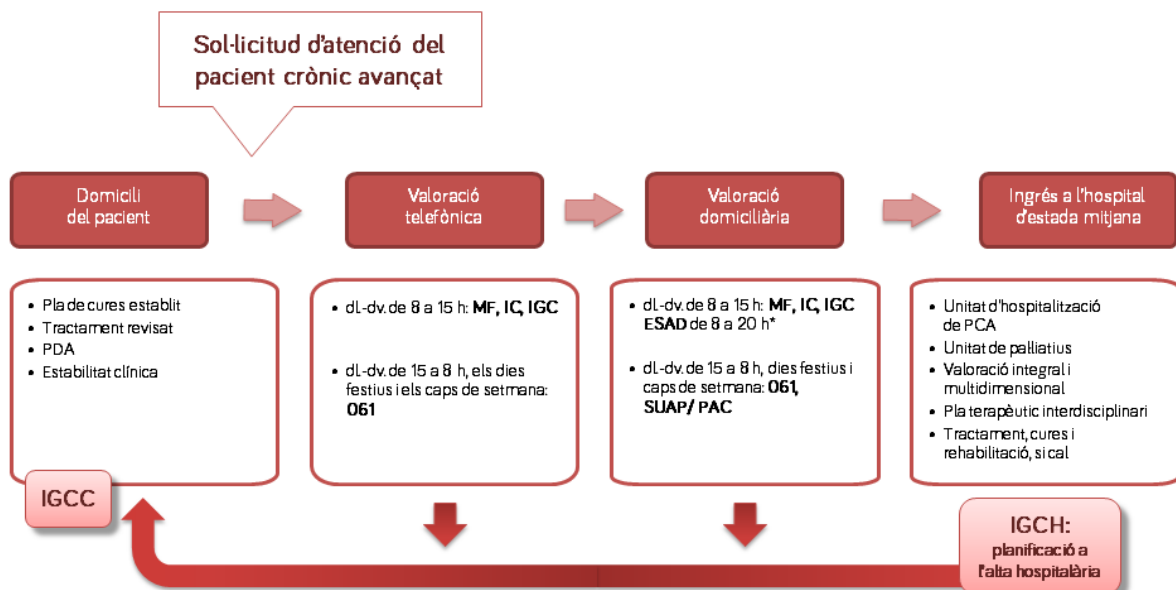 Sol·licitud d'atenció del
pacient crònic avançat
Domicili
del pacient
Valoració
telefònica
Valoració
domiciliària
Ingrés a l'hospital
d'estada mitjana
• Pla de cures establit
• Tractament revisat
• PDA
• Estabilitat clínica
• dl.-dv. de 8 a 15 h: MF, IC, IGC
• dl.-dv. de 15 a 8 h, els dies
festius i els caps de setmana:
061
• dl.-dv. de 8 a 15 h: MF, IC, IGC
ESAD de 8 a 20 h*
• dl.-dv. de 15 a 8 h, dies festius i
caps de setmana: 061,
SUAP/ PAC
• Unitat d'hospitalització
de PCA
• Unitat de pal·liatius
• Valoració integral i
multidimensional
• Pla terapèutic interdisciplinari
• Tractament, cures i
rehabilitació, si cal
IGCC
IGCH:
planificació a
l'alta hospitalària